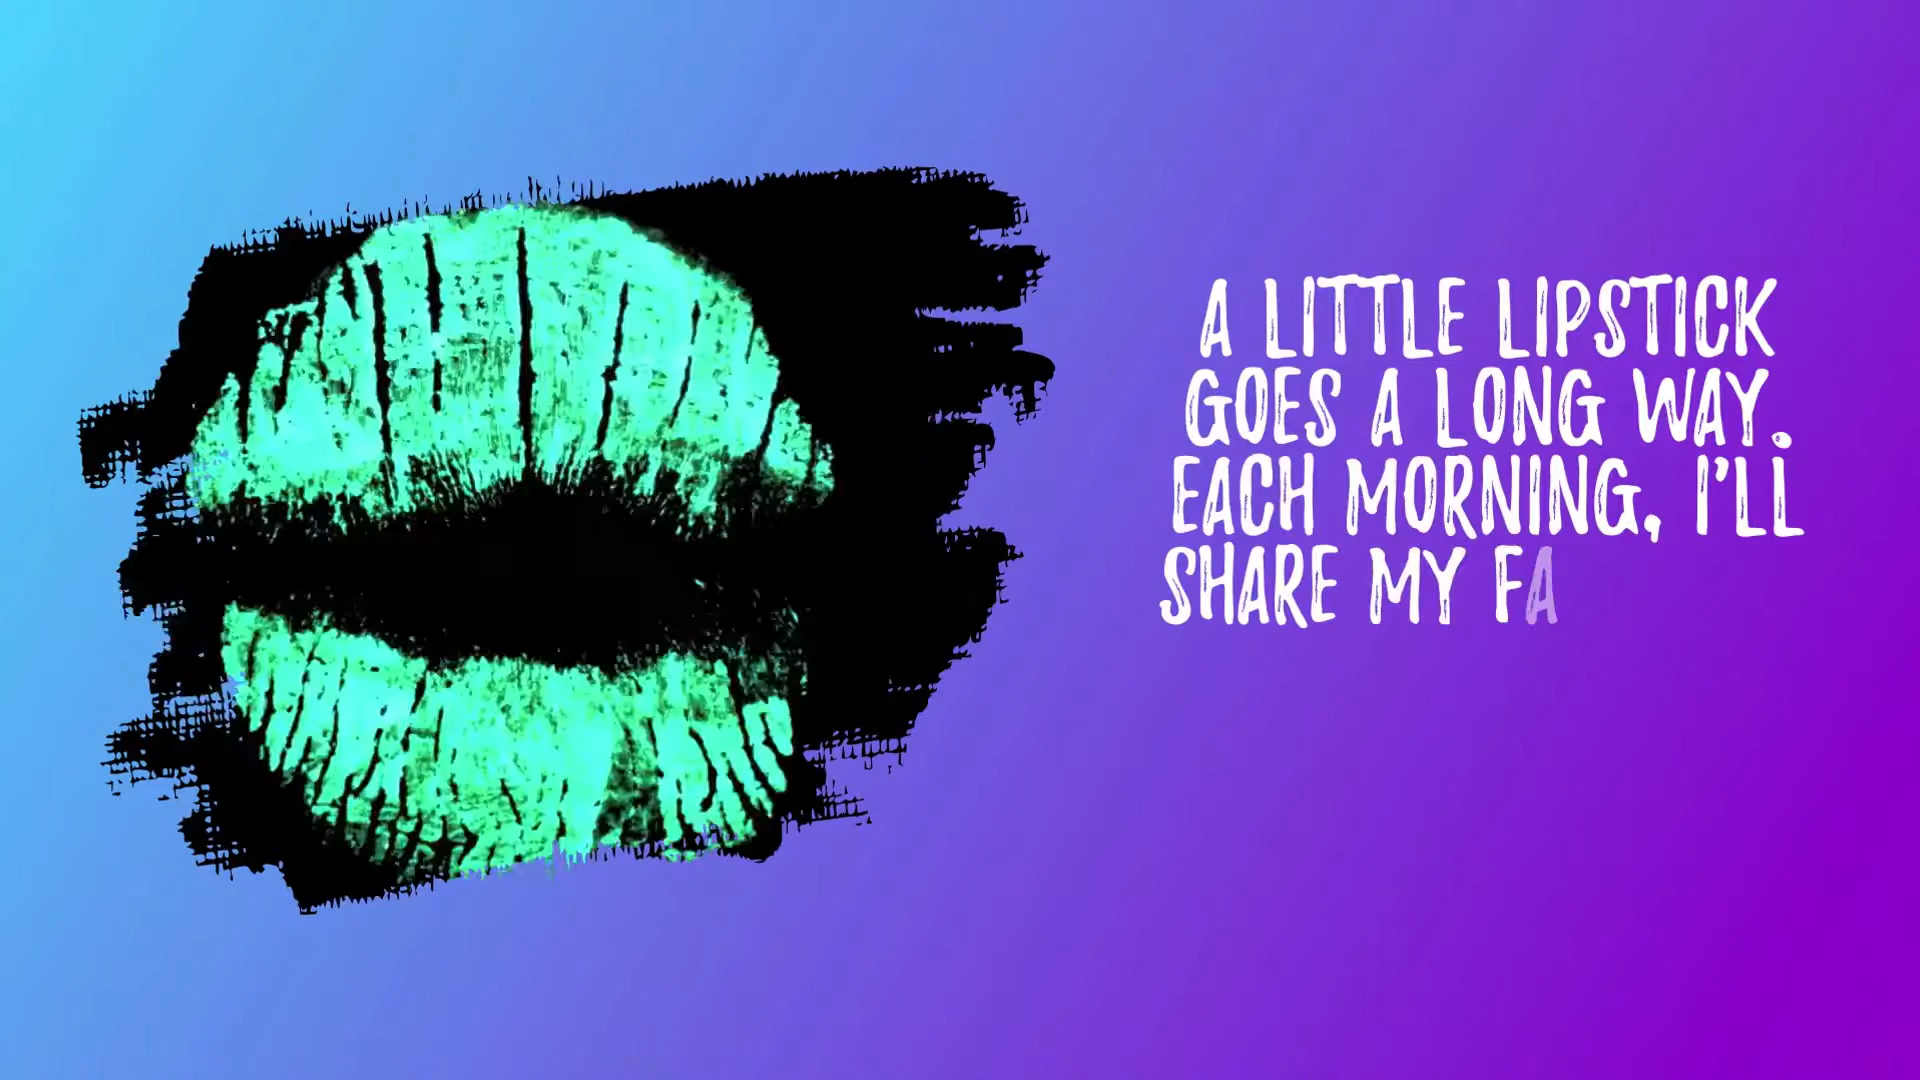 A LITTLE LIPSTICK
GOES A LONG WAY.
EACH MORNING, I'LL
SHARE MY FA